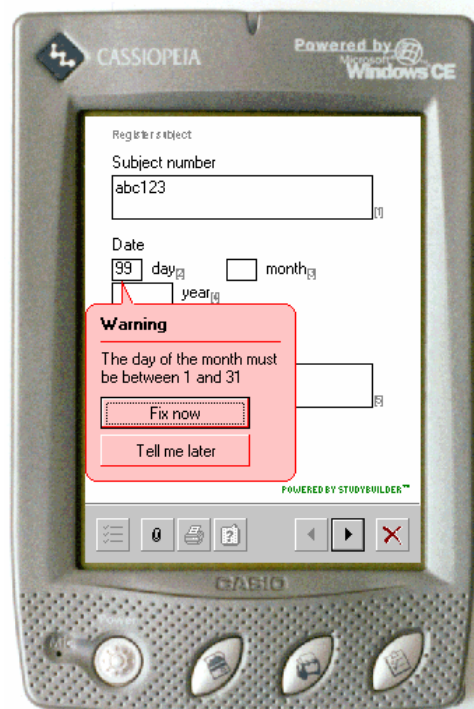 CASSIOPEIA
Powered by
Microsoft
Windows CE
Register subject
Subject number
abc123
[1]
Date
99 day[2] month[3]
year[4]
Warning
The day of the month must
be between 1 and 31
[5]
Fix now
Tell me later
POWERED BY STUDYBUILDER™
CASIO
Power